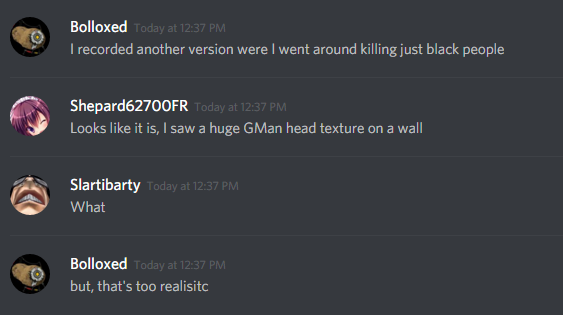 Bolloxed Today at 12:37 PM
I recorded another version were I went around killing just black people
Shepard62700FR Today at 12:37 PM
Looks like it is, I saw a huge GMan head texture on a wall
Slartibarty Today at 12:37 PM
What
Bolloxed Today at 12:37 PM
but, that's too realisitc